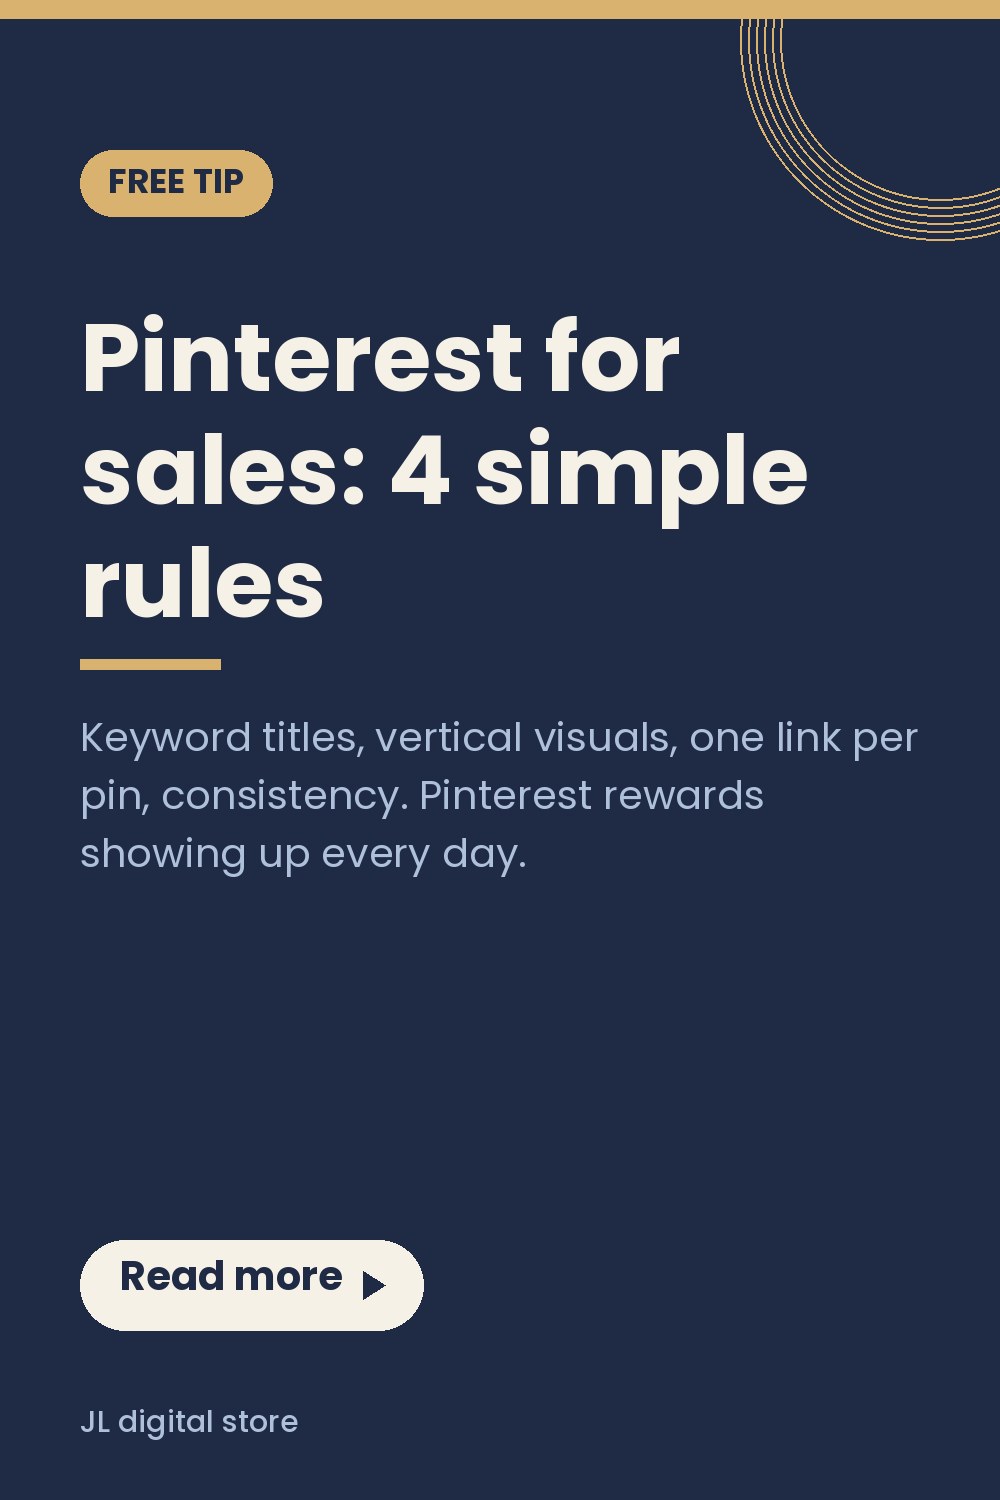 FREE TIP
Pinterest for
sales: 4 simple
rules
Keyword titles, vertical visuals, one link per
pin, consistency. Pinterest rewards
showing up every day.
Read more
JL digital store